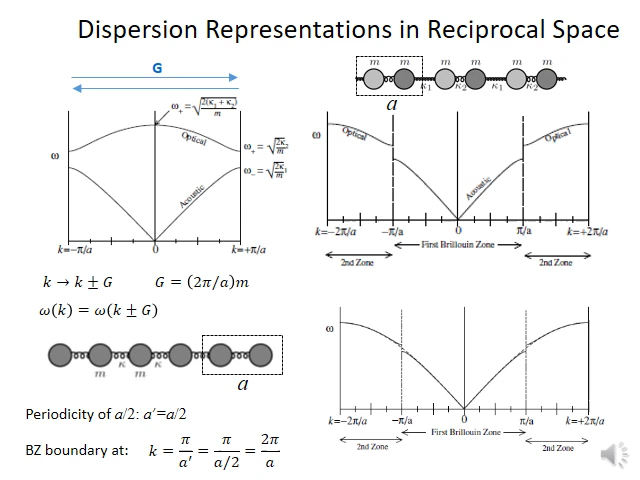 Dispersion Representations in Reciprocal Space
G
ω₊ = √2(κ₁ + κ₂)/m
Optical
ω
ω₊ = √2κ₂/m
ω₋ = √2κ₁/m
Acoustic
k=−π/a 0 k=+π/a
k → k ± G G = (2π/a)m
ω(k) = ω(k ± G)
κ κ
m m
a
Periodicity of a/2: a′=a/2
BZ boundary at: k = π/a′ = π/(a/2) = 2π/a
m m m m m m
κ₁ κ₂ κ₁ κ₂
a
ω
Optical Optical
Acoustic
k=−2π/a −π/a 0 π/a k=+2π/a
First Brillouin Zone
2nd Zone 2nd Zone
ω
k=−2π/a −π/a 0 π/a k=+2π/a
First Brillouin Zone
2nd Zone 2nd Zone